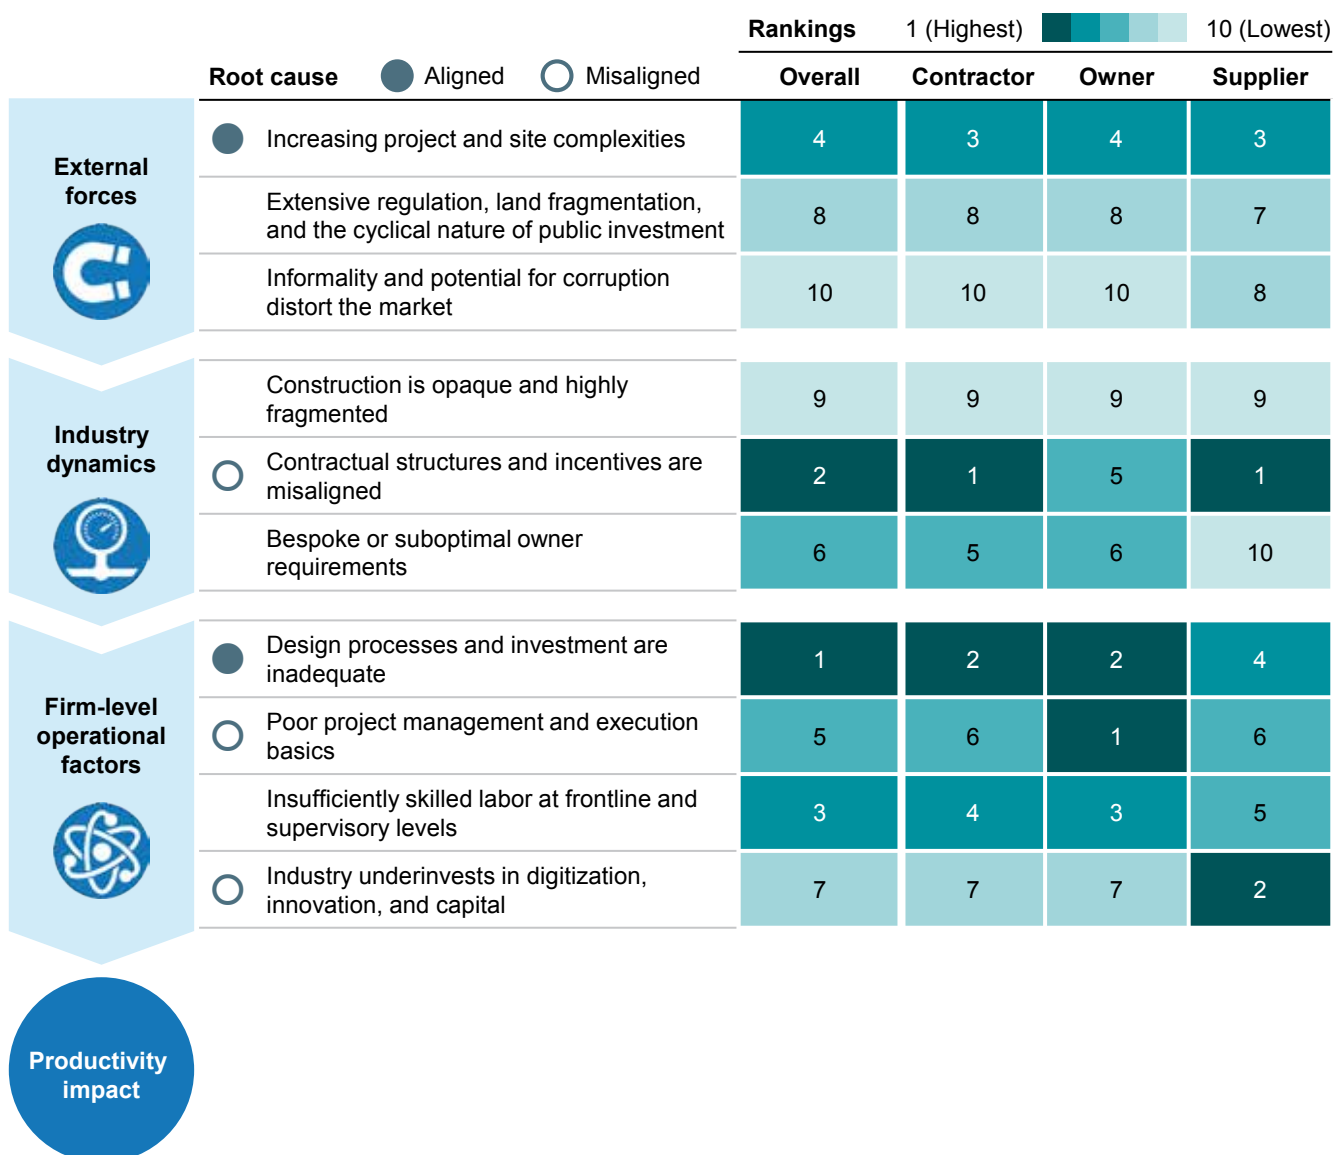 Rankings 1 (Highest) 10 (Lowest)
Root cause Aligned Misaligned Overall Contractor Owner Supplier
External
forces
Increasing project and site complexities 4 3 4 3
Extensive regulation, land fragmentation,
and the cyclical nature of public investment 8 8 8 7
Informality and potential for corruption
distort the market 10 10 10 8
Industry
dynamics
Construction is opaque and highly
fragmented 9 9 9 9
Contractual structures and incentives are
misaligned 2 1 5 1
Bespoke or suboptimal owner
requirements 6 5 6 10
Firm-level
operational
factors
Design processes and investment are
inadequate 1 2 2 4
Poor project management and execution
basics 5 6 1 6
Insufficiently skilled labor at frontline and
supervisory levels 3 4 3 5
Industry underinvests in digitization,
innovation, and capital 7 7 7 2
Productivity
impact